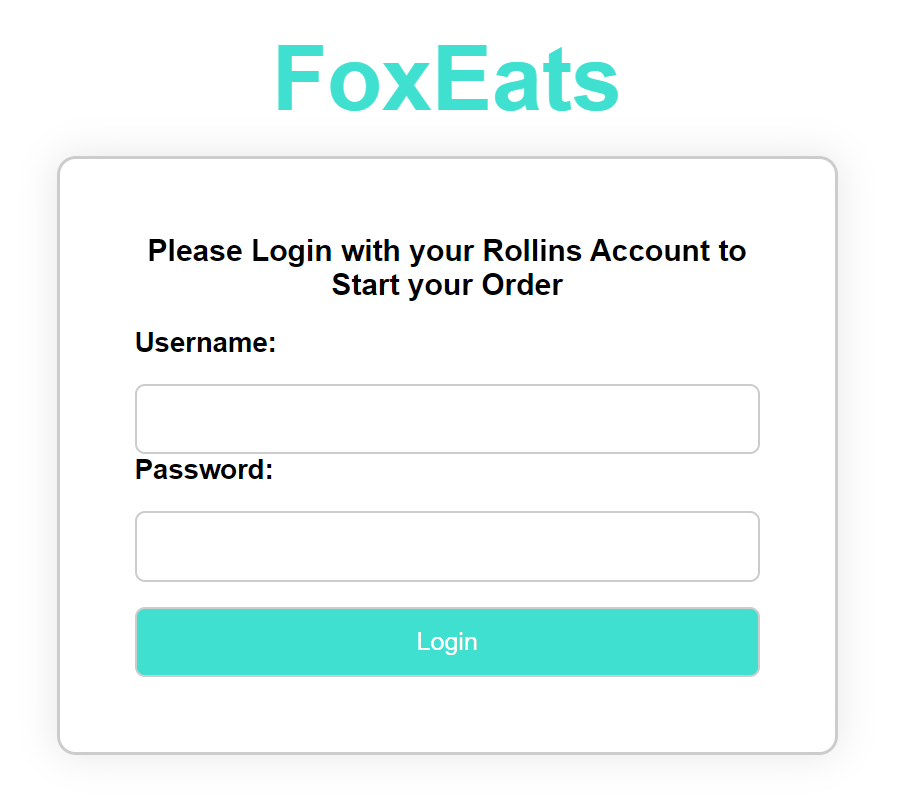 FoxEats
Please Login with your Rollins Account to
Start your Order
Username:
Password:
Login